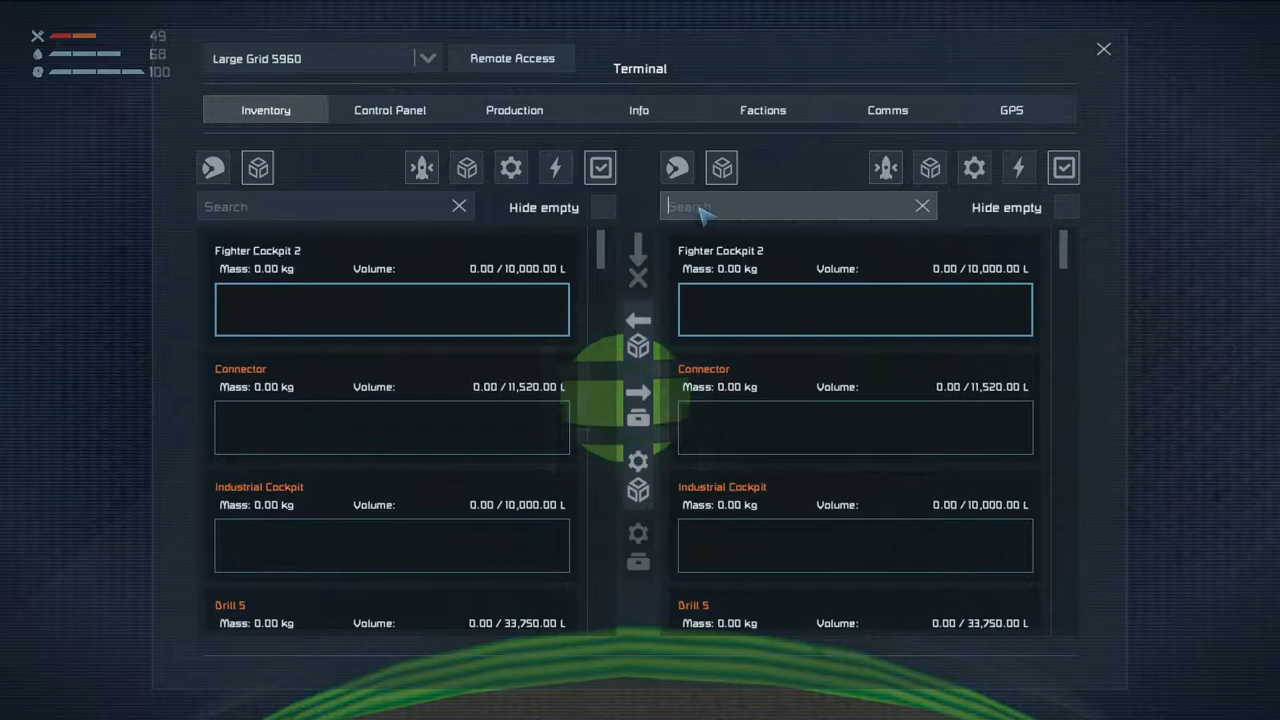 49
68
100
Large Grid 5960
Remote Access
Terminal
Inventory
Control Panel
Production
Info
Factions
Comms
GPS
Search
Hide empty
Search
Hide empty
Fighter Cockpit 2
Mass: 0.00 kg Volume: 0.00 / 10,000.00 L
Connector
Mass: 0.00 kg Volume: 0.00 / 11,520.00 L
Industrial Cockpit
Mass: 0.00 kg Volume: 0.00 / 10,000.00 L
Drill 5
Mass: 0.00 kg Volume: 0.00 / 33,750.00 L
Fighter Cockpit 2
Mass: 0.00 kg Volume: 0.00 / 10,000.00 L
Connector
Mass: 0.00 kg Volume: 0.00 / 11,520.00 L
Industrial Cockpit
Mass: 0.00 kg Volume: 0.00 / 10,000.00 L
Drill 5
Mass: 0.00 kg Volume: 0.00 / 33,750.00 L